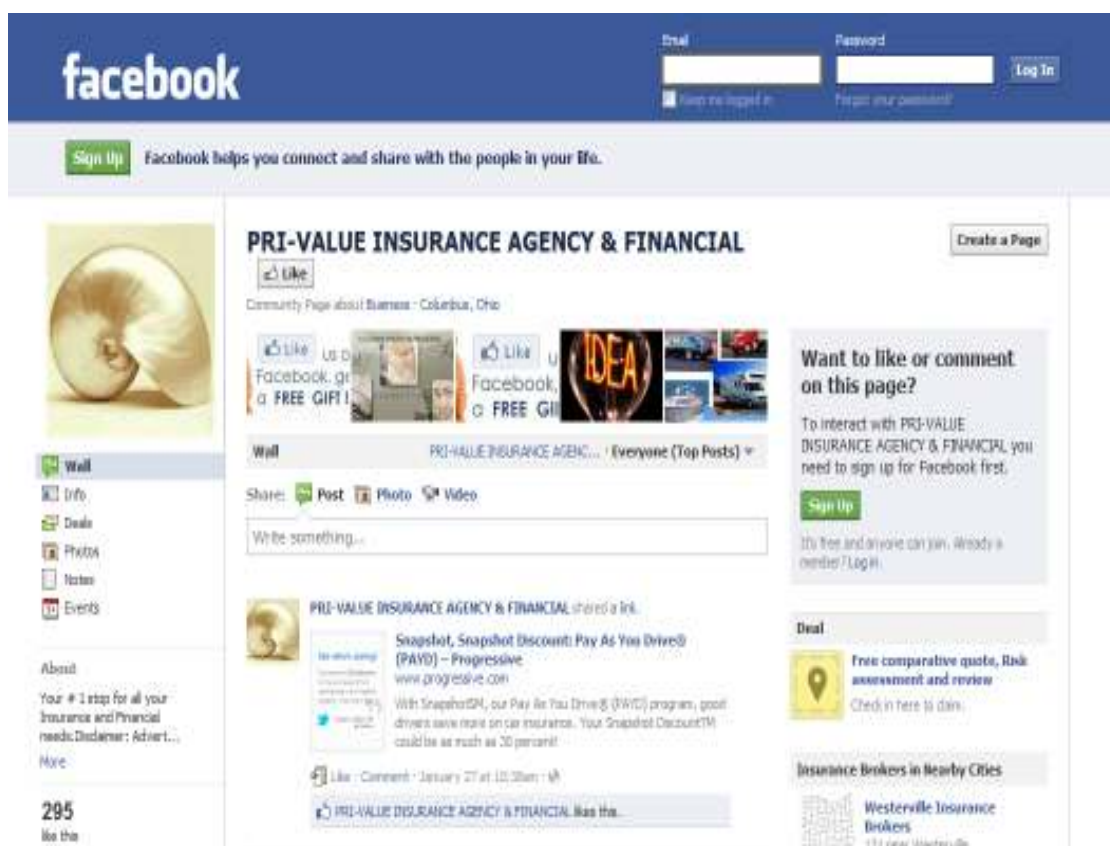 facebook
Email
Password
Log In
Keep me logged in
Forgot your password?
Sign Up
Facebook helps you connect and share with the people in your life.
PRI-VALUE INSURANCE AGENCY & FINANCIAL
Like
Create a Page
Community Page about Business · Columbus, Ohio
Like
Facebook
a FREE GIFT!
Like
Facebook,
a FREE GI
IDEA
Want to like or comment
on this page?
To interact with PRI-VALUE
INSURANCE AGENCY & FINANCIAL you
need to sign up for Facebook first.
Sign Up
It's free and anyone can join. Already a
member? Login.
Wall
Info
Deals
Photos
Notes
Events
Wall
PRI-VALUE INSURANCE AGENC... · Everyone (Top Posts)
Share: Post Photo Video
Write something...
PRI-VALUE INSURANCE AGENCY & FINANCIAL shared a link.
Snapshot, Snapshot Discount: Pay As You Drive®
(PAYD) – Progressive
www.progressive.com
With SnapshotSM, our Pay As You Drive® (PAYD) program, good
drivers save more on car insurance. Your Snapshot DiscountTM
could be as much as 30 percent!
Like · Comment · January 27 at 10:38am
PRI-VALUE INSURANCE AGENCY & FINANCIAL likes this.
About
Your # 1 stop for all your
Insurance and Financial
needs.Disclaimer: Advert...
More
295
like this
Deal
Free comparative quote, Risk
assessment and review
Check in here to claim.
Insurance Brokers in Nearby Cities
Westerville Insurance
Brokers